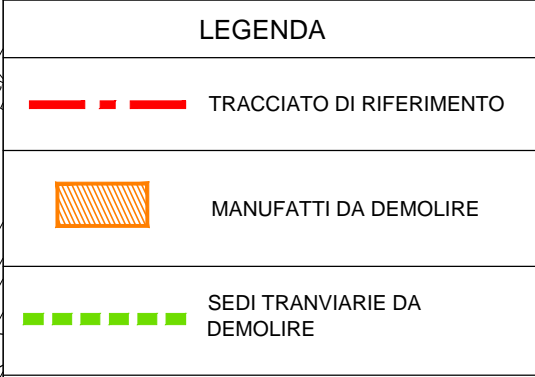 LEGENDA
TRACCIATO DI RIFERIMENTO
MANUFATTI DA DEMOLIRE
SEDI TRANVIARIE DA
DEMOLIRE